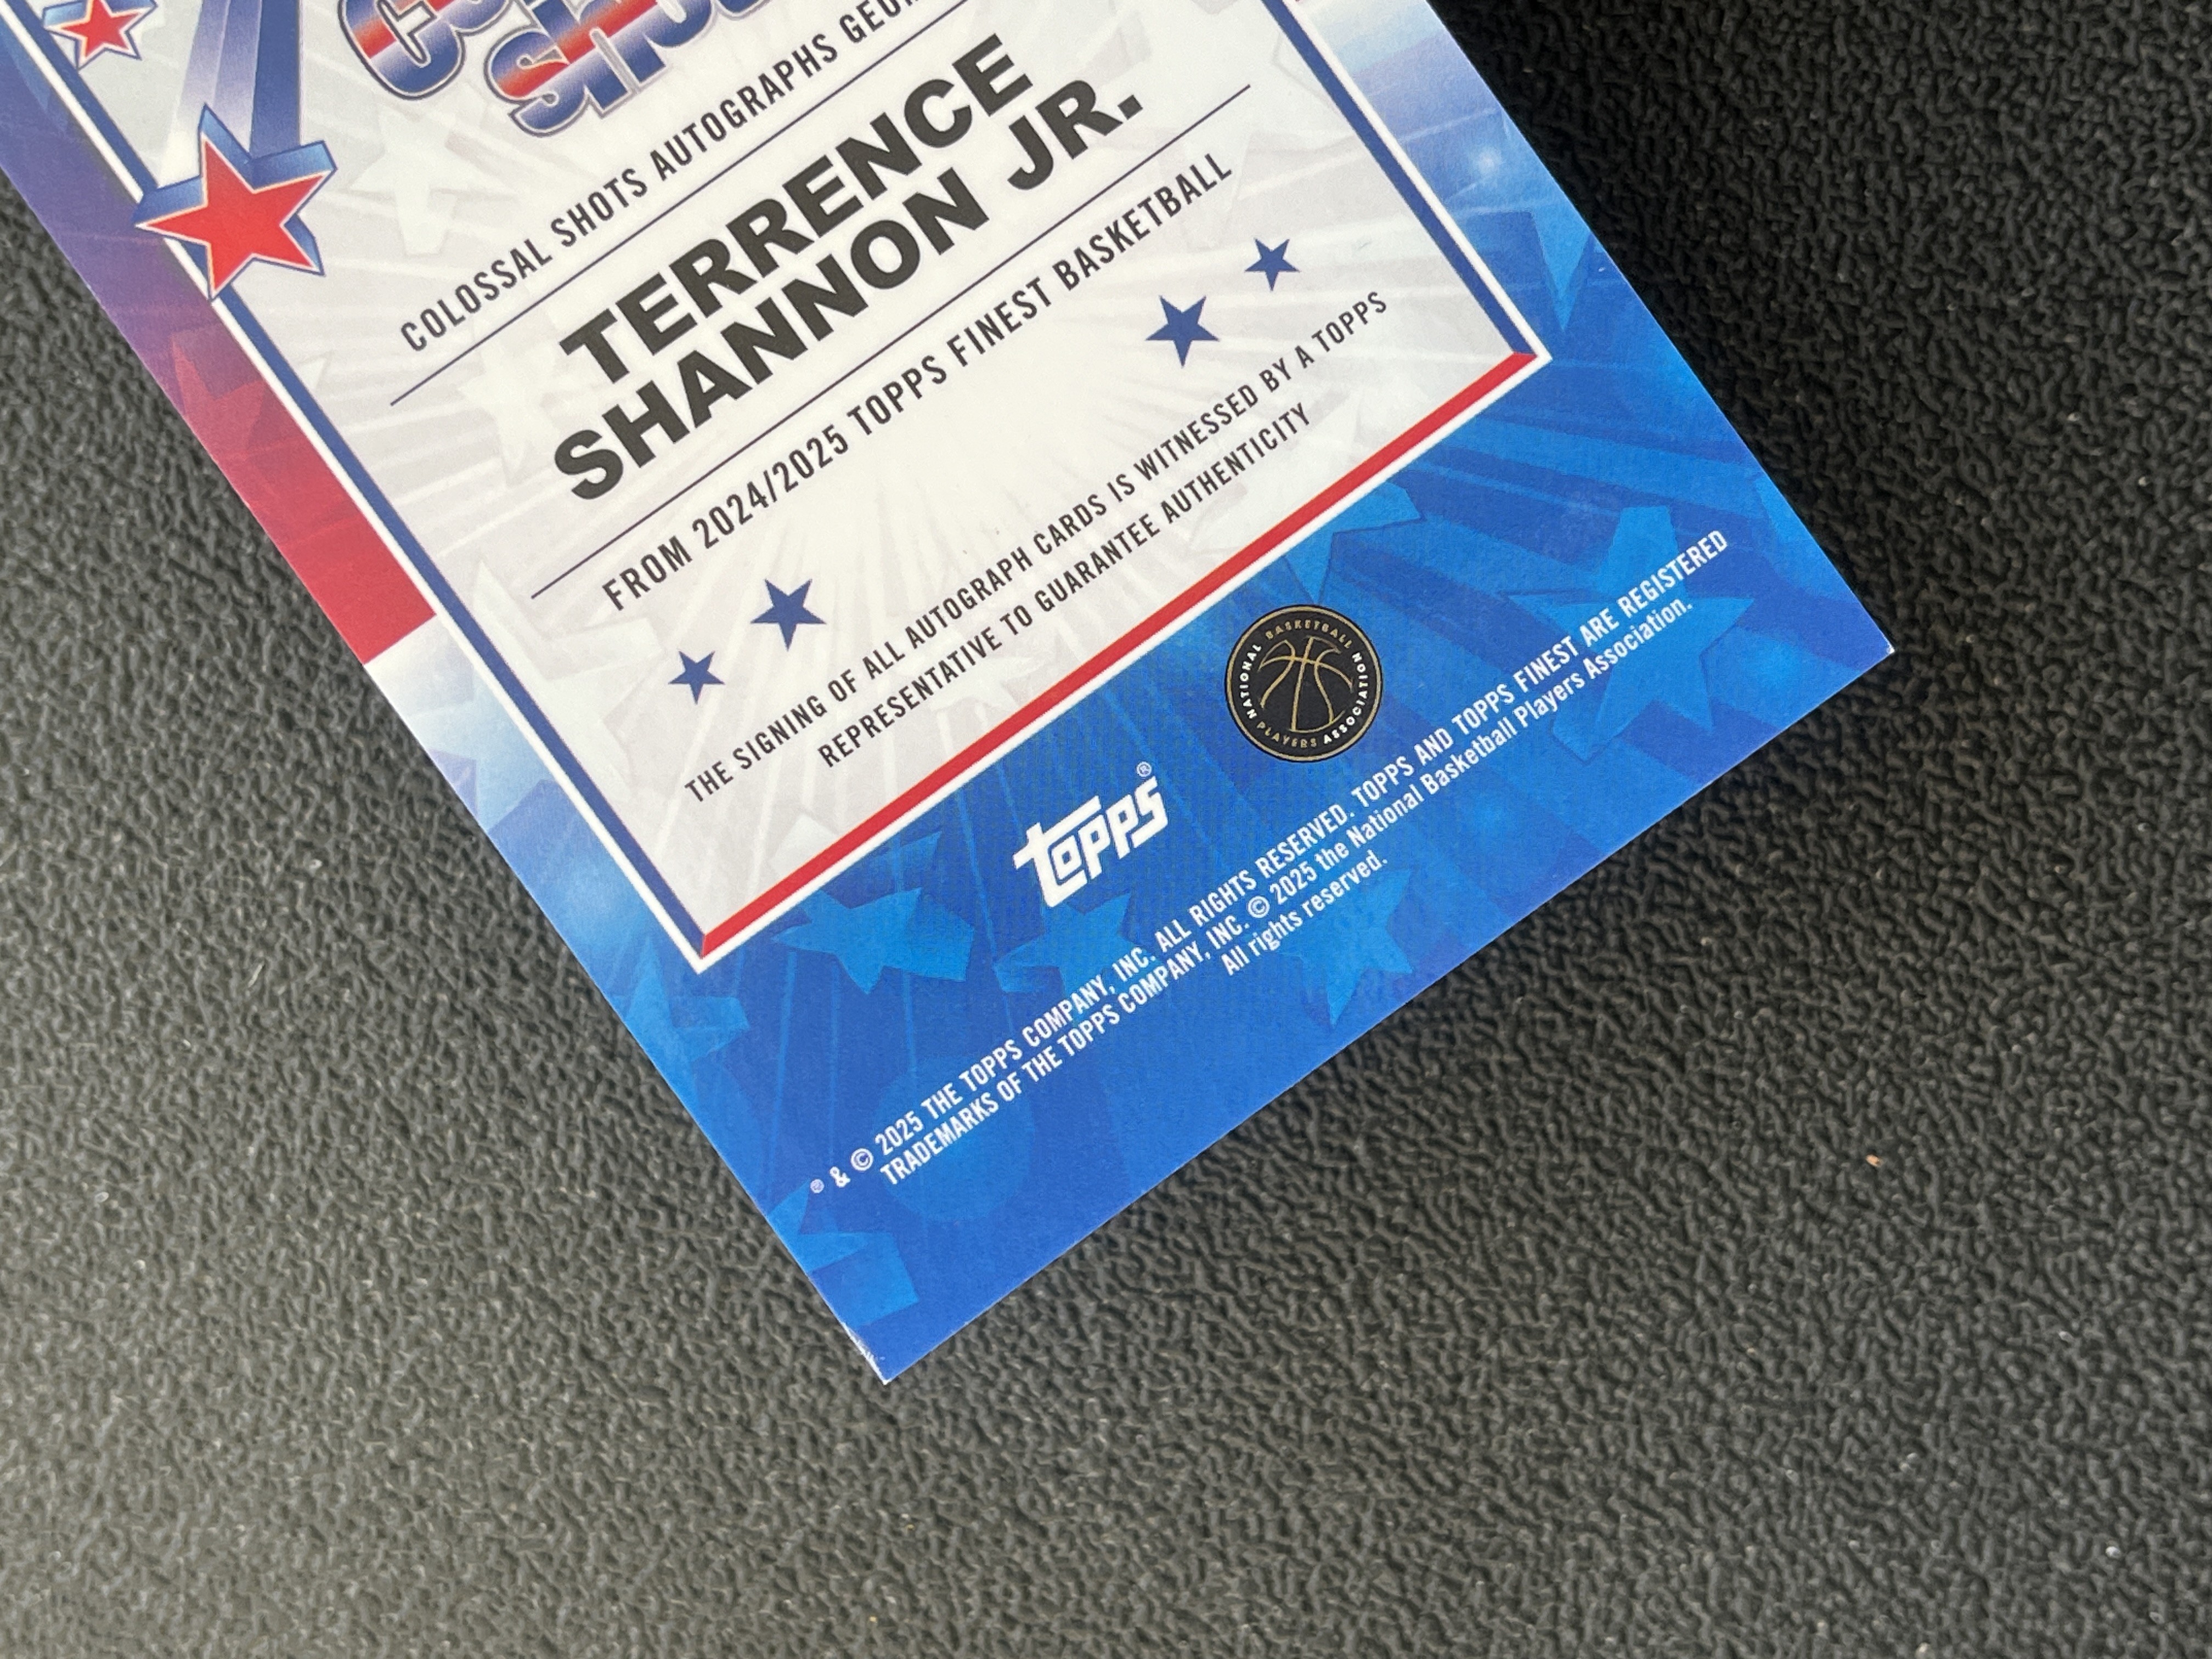 COLOSSAL SHOTS AUTOGRAPHS
TERRENCE
SHANNON JR.
FROM 2024/2025 TOPPS FINEST BASKETBALL
THE SIGNING OF ALL AUTOGRAPH CARDS IS WITNESSED BY A TOPPS
REPRESENTATIVE TO GUARANTEE AUTHENTICITY
NATIONAL BASKETBALL PLAYERS ASSOCIATION
topps®
® & © 2025 THE TOPPS COMPANY, INC. ALL RIGHTS RESERVED. TOPPS AND TOPPS FINEST ARE REGISTERED
TRADEMARKS OF THE TOPPS COMPANY, INC. © 2025 the National Basketball Players Association.
All rights reserved.